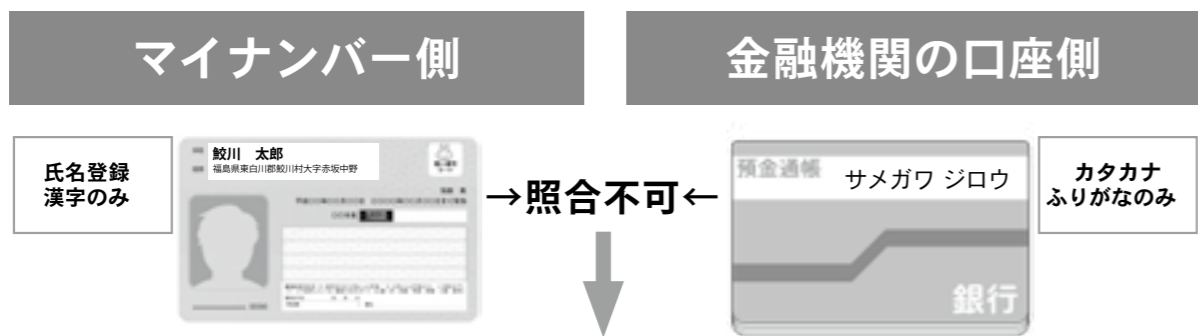 マイナンバー側
金融機関の口座側
氏名登録
漢字のみ
鮫川 太郎
福島県東白川郡鮫川村大字赤坂中野
→照合不可←
預金通帳
サメガワ ジロウ
銀行
カタカナ
ふりがなのみ